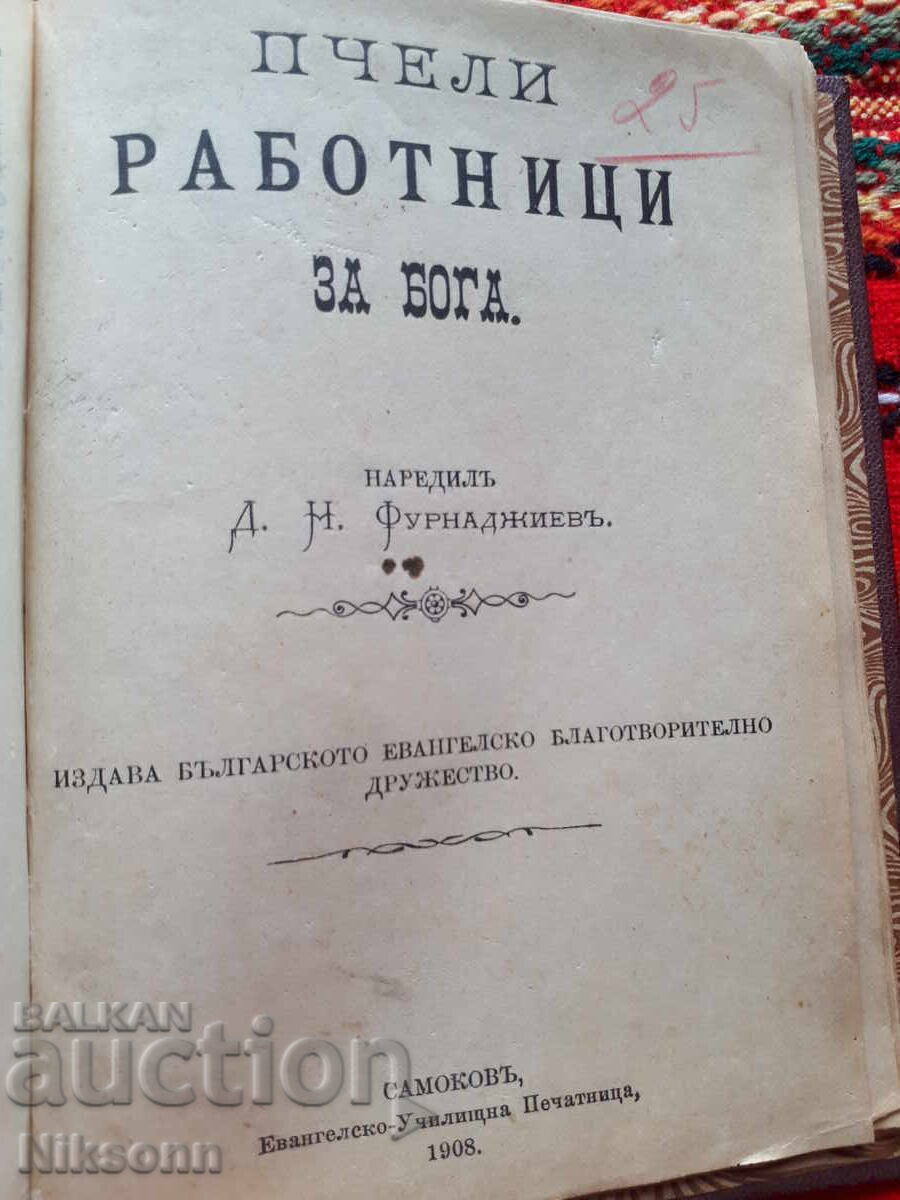 ПЧЕЛИ
25
РАБОТНИЦИ
ЗА БОГА.
НАРЕДИЛЪ
Д. Н. ФУРНАДЖИЕВЪ.
ИЗДАВА БЪЛГАРСКОТО ЕВАНГЕЛСКО БЛАГОТВОРИТЕЛНО
ДРУЖЕСТВО.
BALKAN
auction
САМОКОВЪ,
Евангелско-Училищна Печатница,
1908.
Niksonn